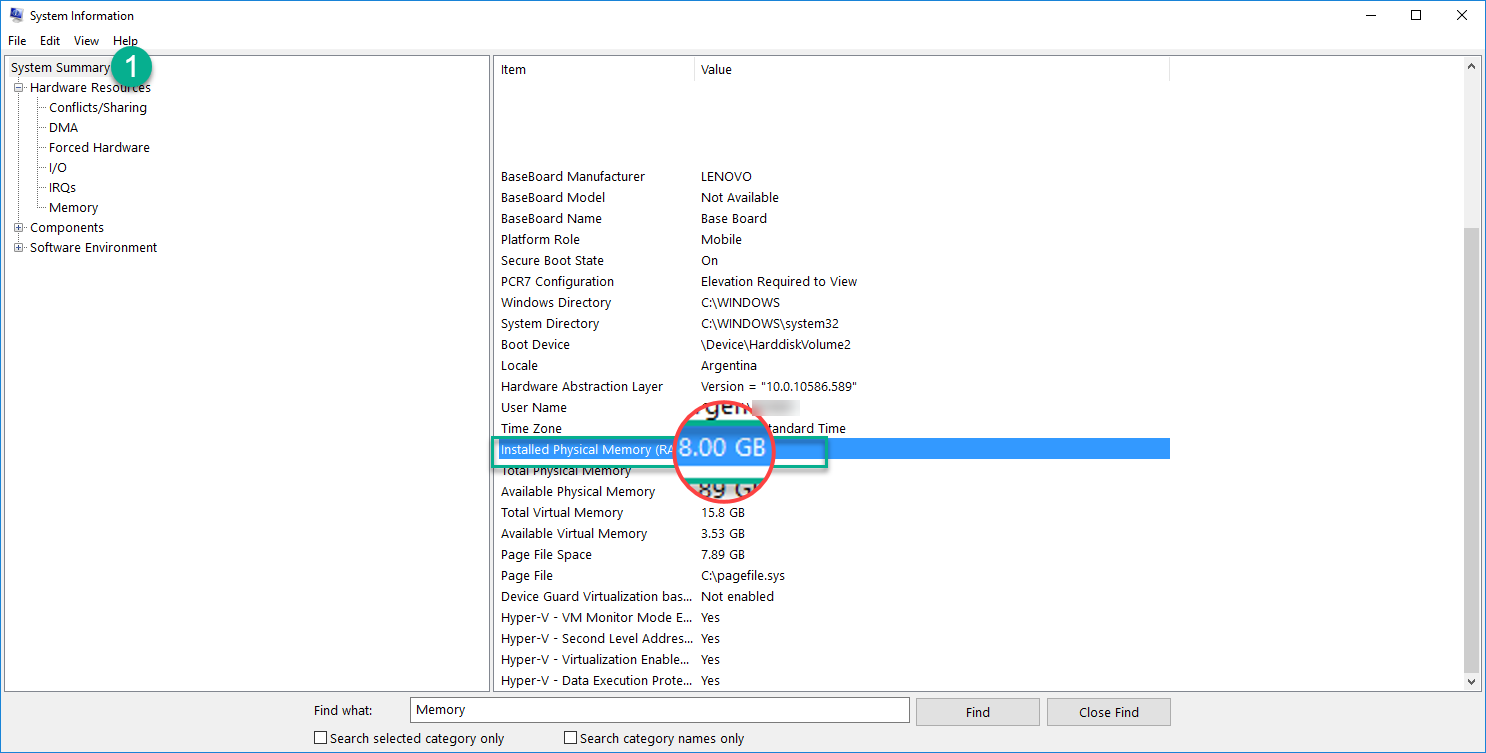 System Information
File Edit View Help
System Summary
1
Hardware Resources
Conflicts/Sharing
DMA
Forced Hardware
I/O
IRQs
Memory
Components
Software Environment
Item Value
BaseBoard Manufacturer LENOVO
BaseBoard Model Not Available
BaseBoard Name Base Board
Platform Role Mobile
Secure Boot State On
PCR7 Configuration Elevation Required to View
Windows Directory C:\WINDOWS
System Directory C:\WINDOWS\system32
Boot Device \Device\HarddiskVolume2
Locale Argentina
Hardware Abstraction Layer Version = "10.0.10586.589"
User Name
Time Zone tandard Time
Installed Physical Memory (RA 8.00 GB
Total Physical Memory
Available Physical Memory 89 G
Total Virtual Memory 15.8 GB
Available Virtual Memory 3.53 GB
Page File Space 7.89 GB
Page File C:\pagefile.sys
Device Guard Virtualization bas... Not enabled
Hyper-V - VM Monitor Mode E... Yes
Hyper-V - Second Level Addres... Yes
Hyper-V - Virtualization Enable... Yes
Hyper-V - Data Execution Prote... Yes
Find what: Memory Find Close Find
Search selected category only Search category names only